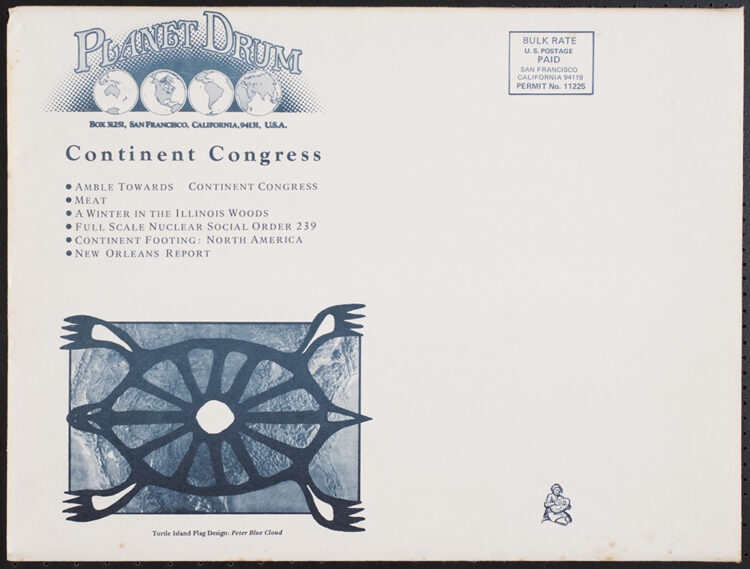 PLANET DRUM
BOX 31251, SAN FRANCISCO, CALIFORNIA, 94131, U.S.A.
BULK RATE
U.S. POSTAGE
PAID
SAN FRANCISCO
CALIFORNIA 94119
PERMIT No. 11225
Continent Congress
● AMBLE TOWARDS CONTINENT CONGRESS
● MEAT
● A WINTER IN THE ILLINOIS WOODS
● FULL SCALE NUCLEAR SOCIAL ORDER 239
● CONTINENT FOOTING: NORTH AMERICA
● NEW ORLEANS REPORT
Turtle Island Flag Design: Peter Blue Cloud